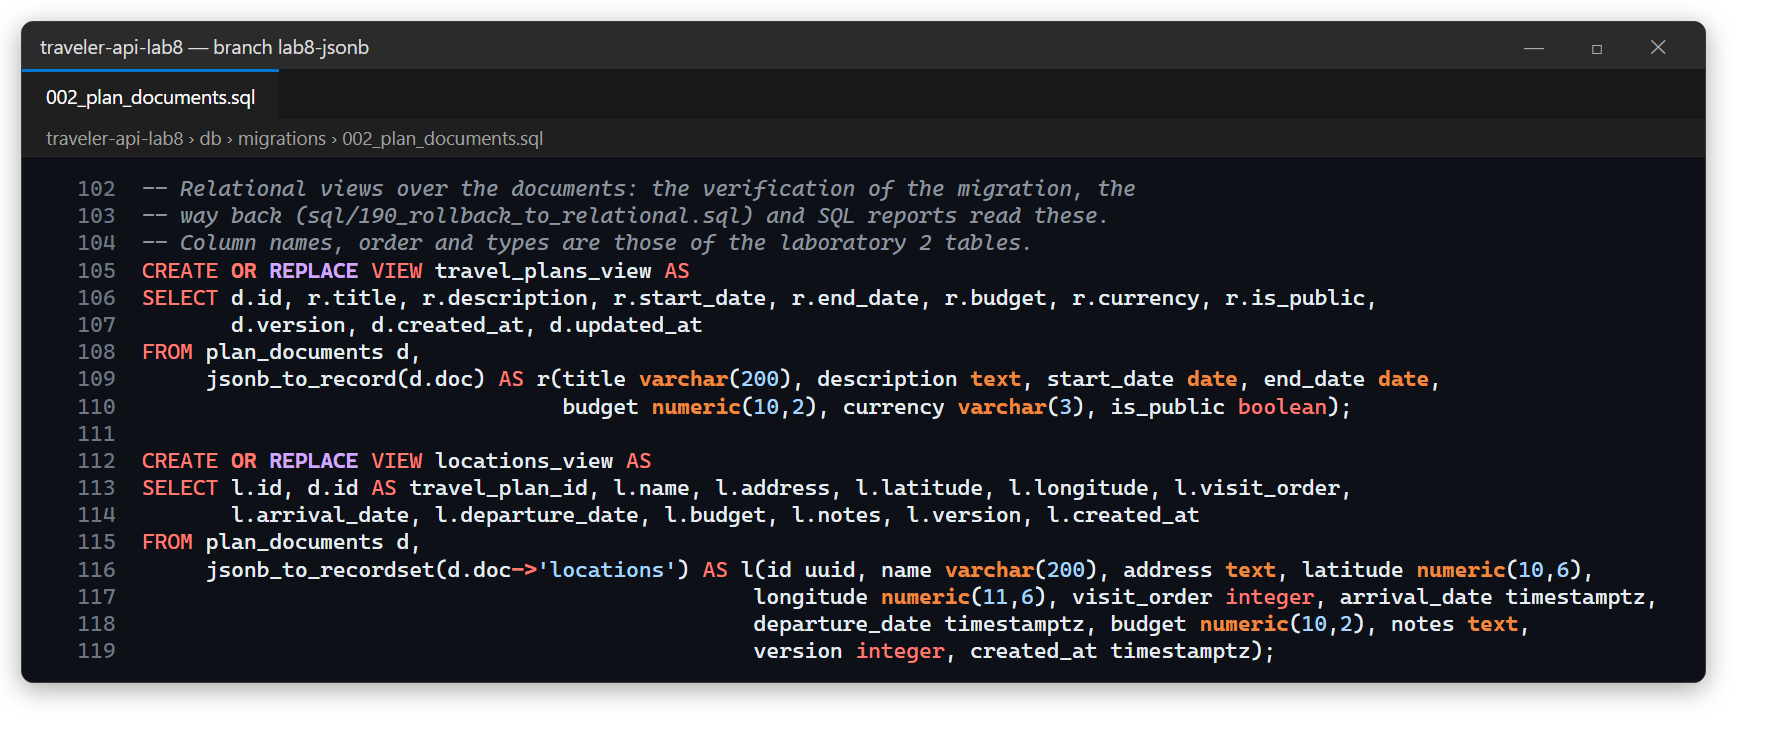 traveler-api-lab8 — branch lab8-jsonb
002_plan_documents.sql
traveler-api-lab8 › db › migrations › 002_plan_documents.sql
102 -- Relational views over the documents: the verification of the migration, the
103 -- way back (sql/190_rollback_to_relational.sql) and SQL reports read these.
104 -- Column names, order and types are those of the laboratory 2 tables.
105 CREATE OR REPLACE VIEW travel_plans_view AS
106 SELECT d.id, r.title, r.description, r.start_date, r.end_date, r.budget, r.currency, r.is_public,
107        d.version, d.created_at, d.updated_at
108 FROM plan_documents d,
109      jsonb_to_record(d.doc) AS r(title varchar(200), description text, start_date date, end_date date,
110                                  budget numeric(10,2), currency varchar(3), is_public boolean);
111
112 CREATE OR REPLACE VIEW locations_view AS
113 SELECT l.id, d.id AS travel_plan_id, l.name, l.address, l.latitude, l.longitude, l.visit_order,
114        l.arrival_date, l.departure_date, l.budget, l.notes, l.version, l.created_at
115 FROM plan_documents d,
116      jsonb_to_recordset(d.doc->'locations') AS l(id uuid, name varchar(200), address text, latitude numeric(10,6),
117                                                 longitude numeric(11,6), visit_order integer, arrival_date timestamptz,
118                                                 departure_date timestamptz, budget numeric(10,2), notes text,
119                                                 version integer, created_at timestamptz);